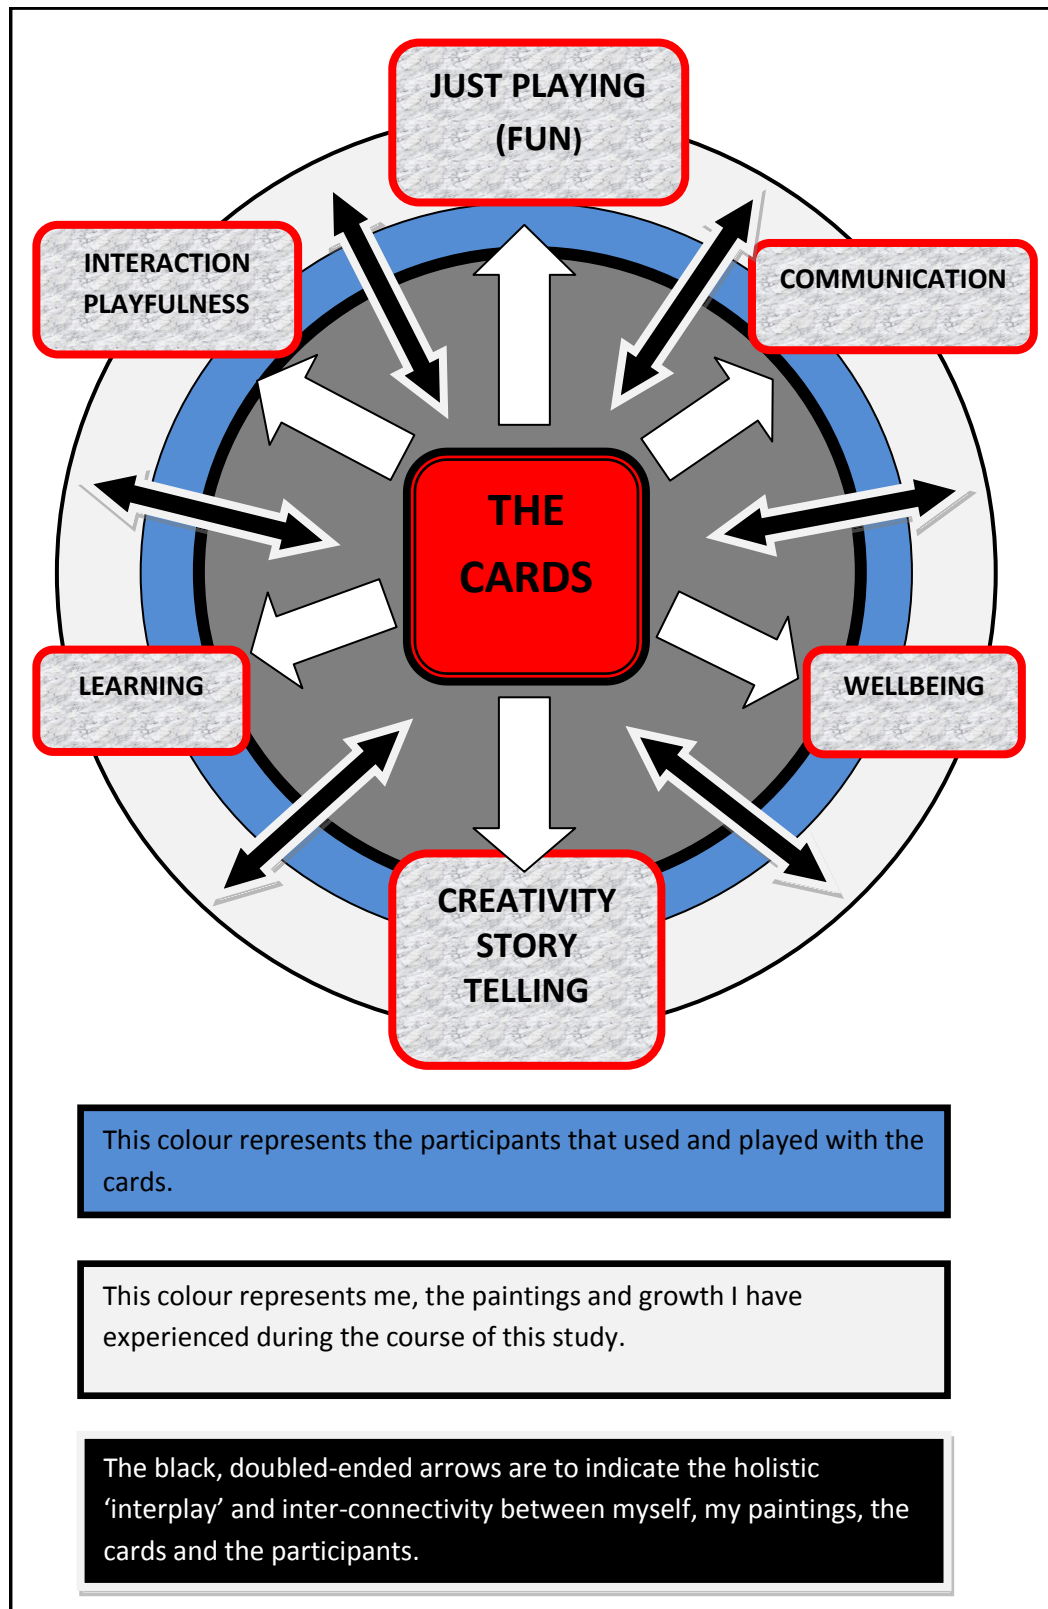 JUST PLAYING
(FUN)
INTERACTION
PLAYFULNESS
COMMUNICATION
THE
CARDS
LEARNING
WELLBEING
CREATIVITY
STORY
TELLING
This colour represents the participants that used and played with the
cards.
This colour represents me, the paintings and growth I have
experienced during the course of this study.
The black, doubled-ended arrows are to indicate the holistic
‘interplay’ and inter-connectivity between myself, my paintings, the
cards and the participants.